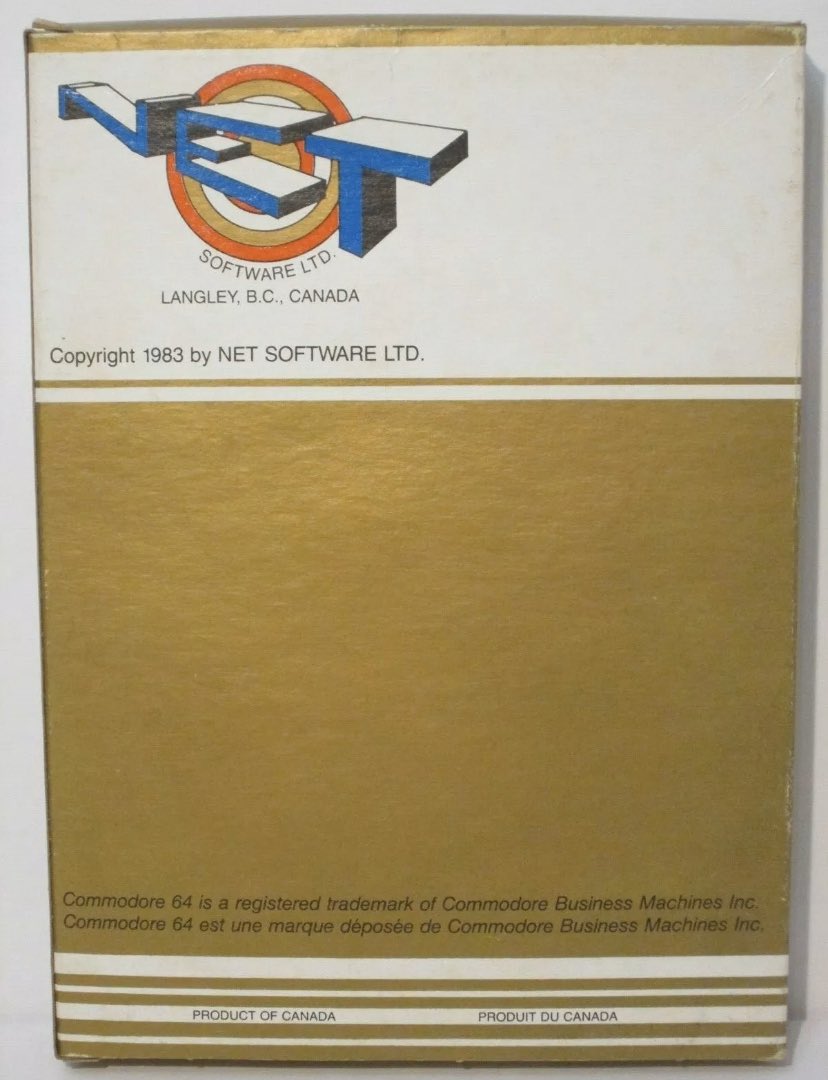 NET
SOFTWARE LTD.
LANGLEY, B.C., CANADA
Copyright 1983 by NET SOFTWARE LTD.
Commodore 64 is a registered trademark of Commodore Business Machines Inc.
Commodore 64 est une marque déposée de Commodore Business Machines Inc.
PRODUCT OF CANADA PRODUIT DU CANADA